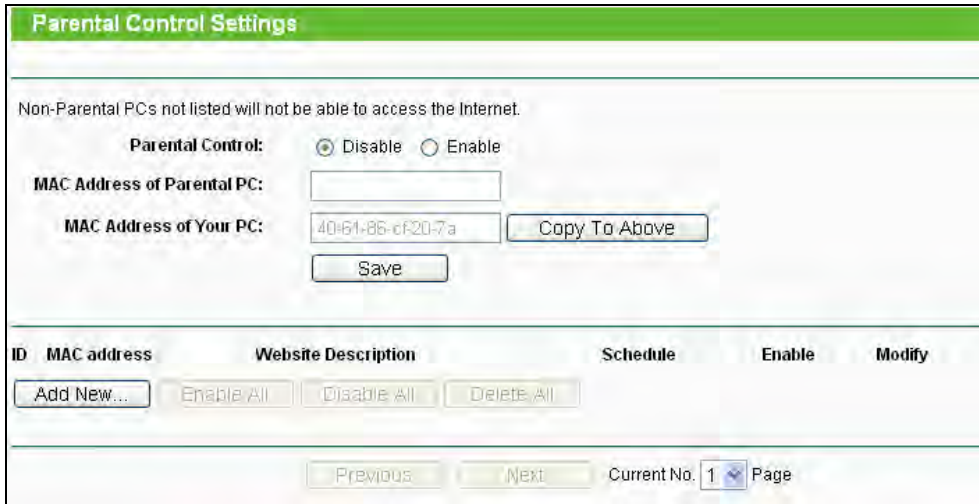 Parental Control Settings
Non-Parental PCs not listed will not be able to access the Internet.
Parental Control: Disable Enable
MAC Address of Parental PC:
MAC Address of Your PC: 40-61-86-cf-20-7a Copy To Above
Save
ID MAC address Website Description Schedule Enable Modify
Add New... Enable All Disable All Delete All
Previous Next Current No. 1 Page